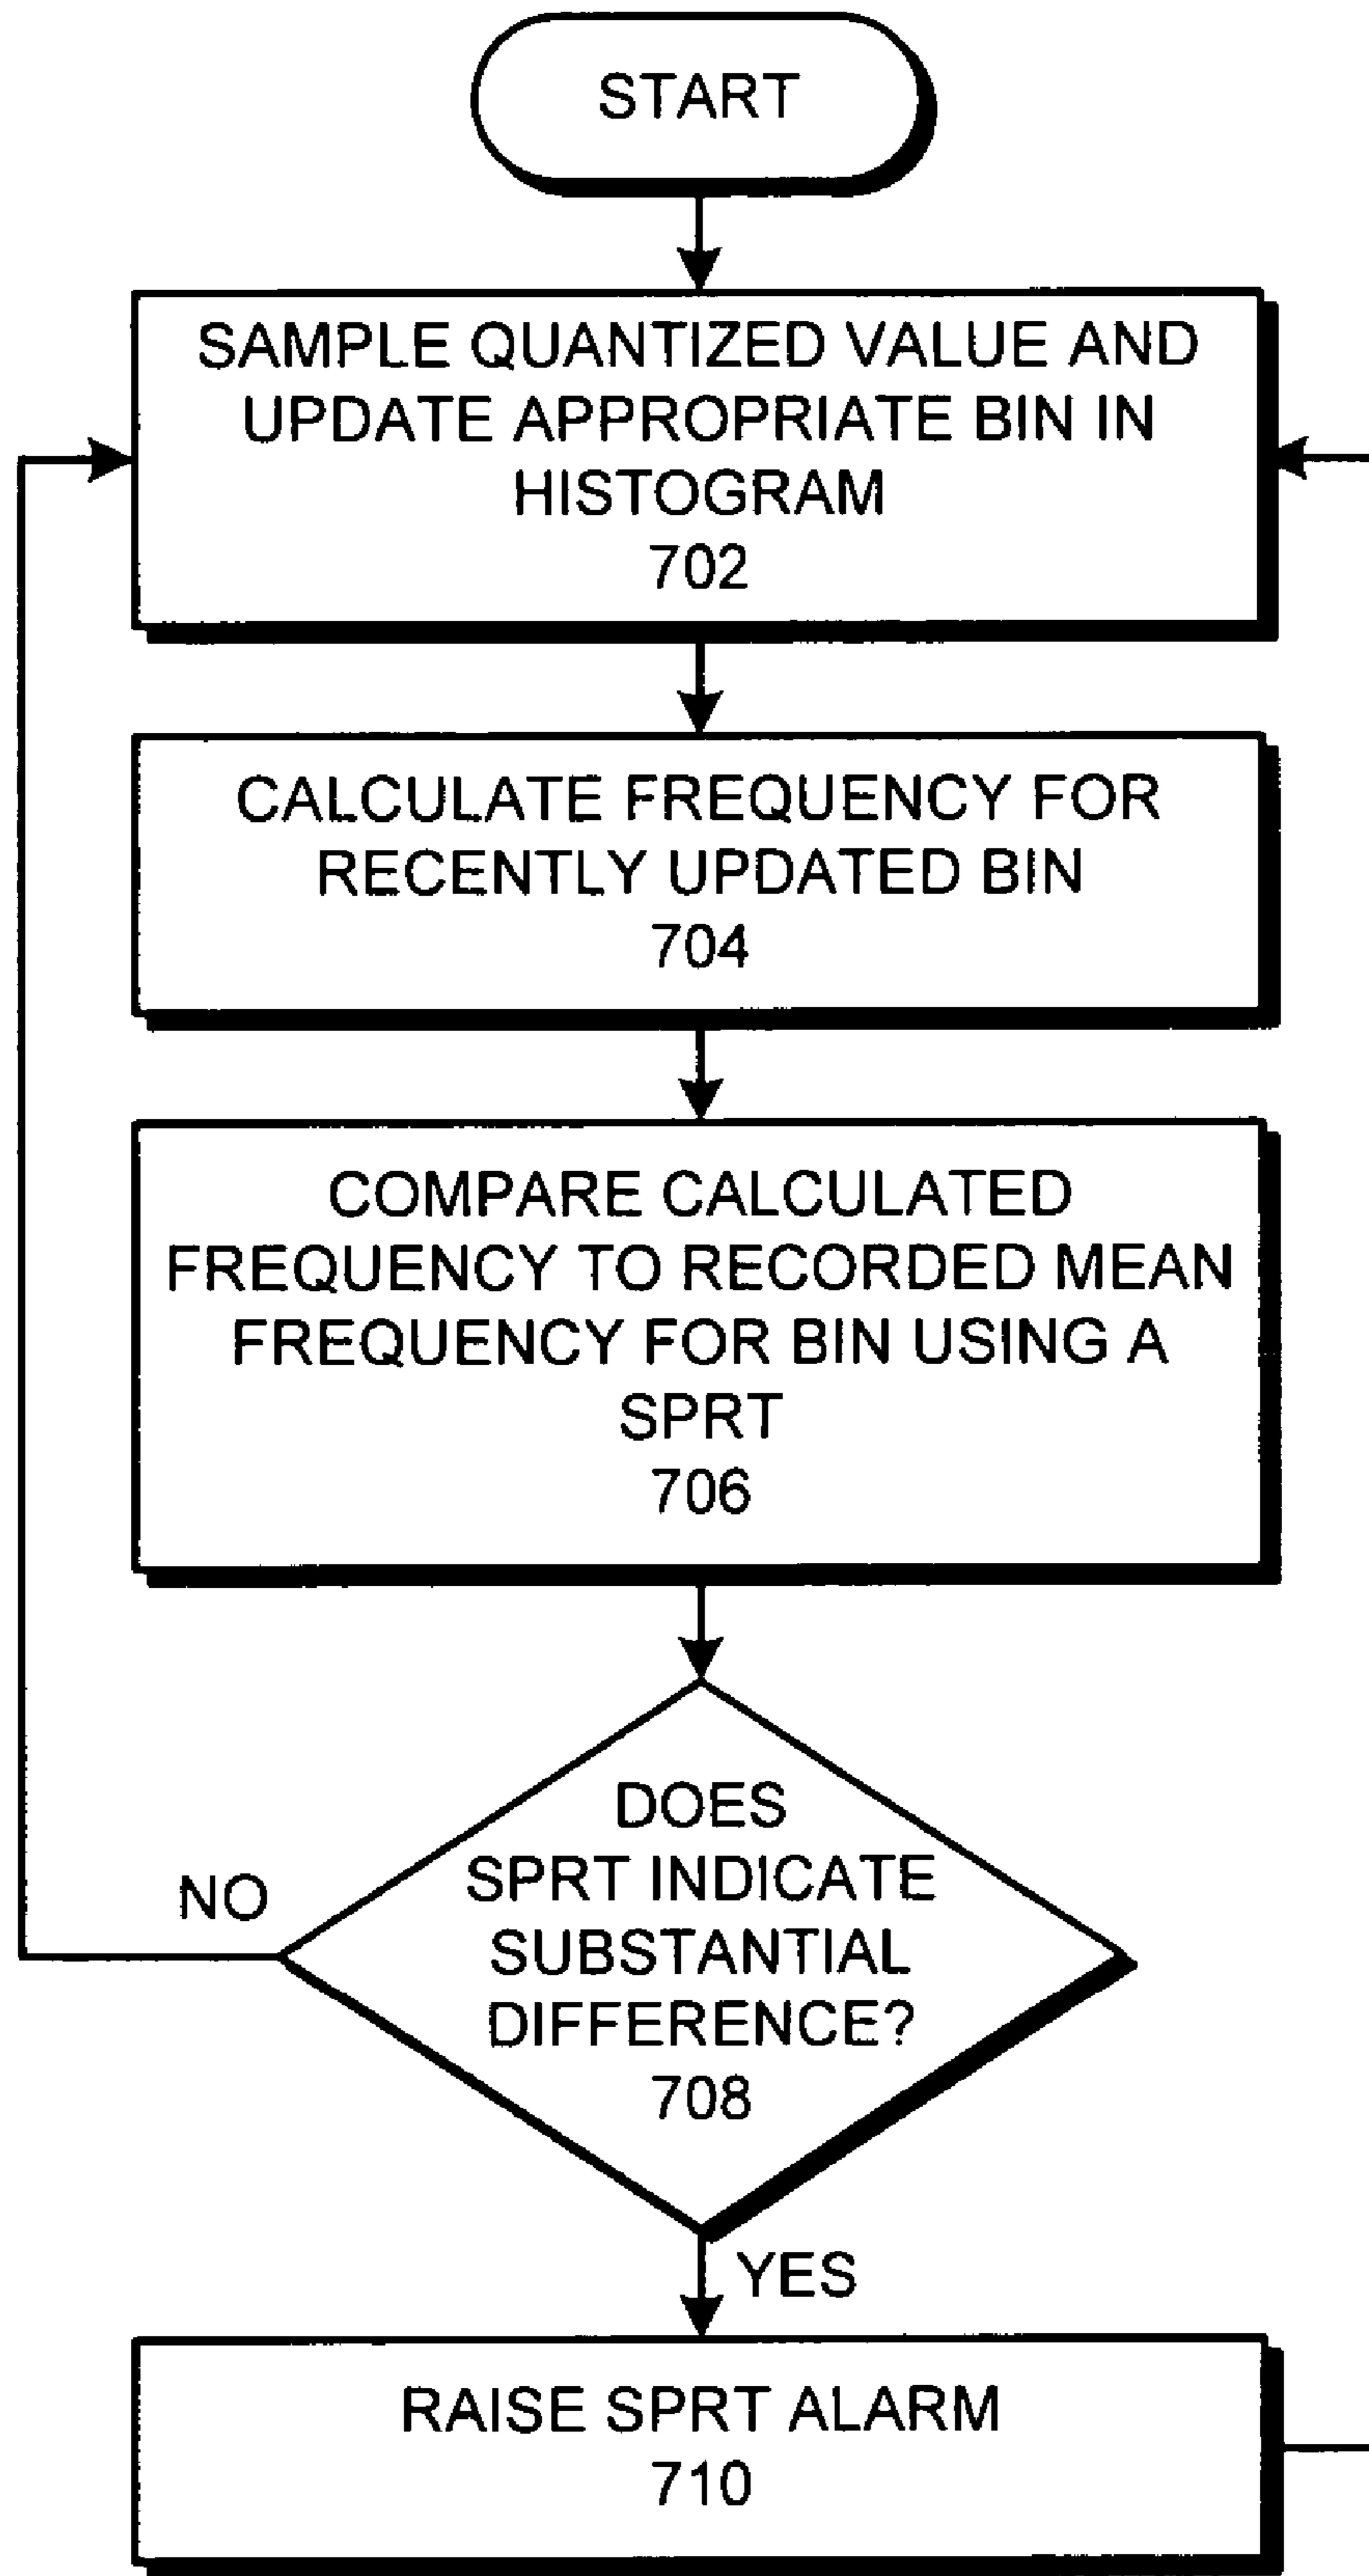 START
SAMPLE QUANTIZED VALUE AND
UPDATE APPROPRIATE BIN IN
HISTOGRAM
702
CALCULATE FREQUENCY FOR
RECENTLY UPDATED BIN
704
COMPARE CALCULATED
FREQUENCY TO RECORDED MEAN
FREQUENCY FOR BIN USING A
SPRT
706
DOES
SPRT INDICATE
SUBSTANTIAL
DIFFERENCE?
708
NO
YES
RAISE SPRT ALARM
710